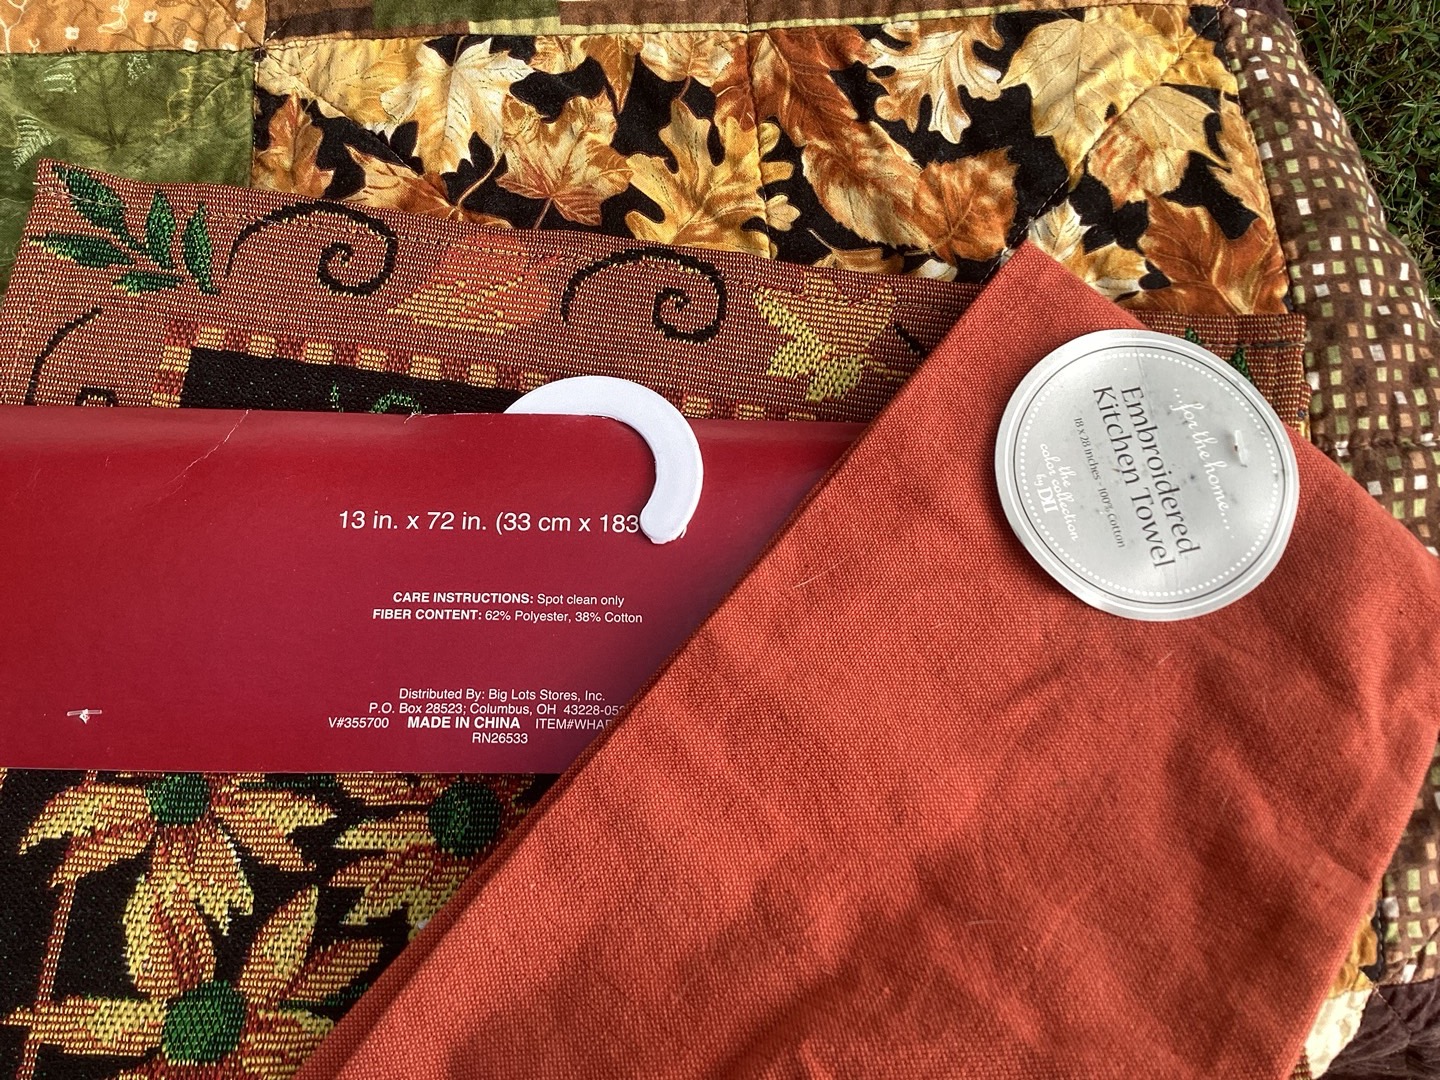 13 in. x 72 in. (33 cm x 183
CARE INSTRUCTIONS: Spot clean only
FIBER CONTENT: 62% Polyester, 38% Cotton
Distributed By: Big Lots Stores, Inc.
P.O. Box 28523; Columbus, OH 43228-05
V#355700 MADE IN CHINA ITEM#WHA
RN26533
...for the home...
Embroidered
Kitchen Towel
18 x 28 inches - 100% cotton
the
color collection
by DII